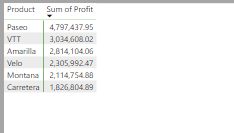 Product Sum of Profit
Paseo 4,797,437.95
VTT 3,034,608.02
Amarilla 2,814,104.06
Velo 2,305,992.47
Montana 2,114,754.88
Carretera 1,826,804.89